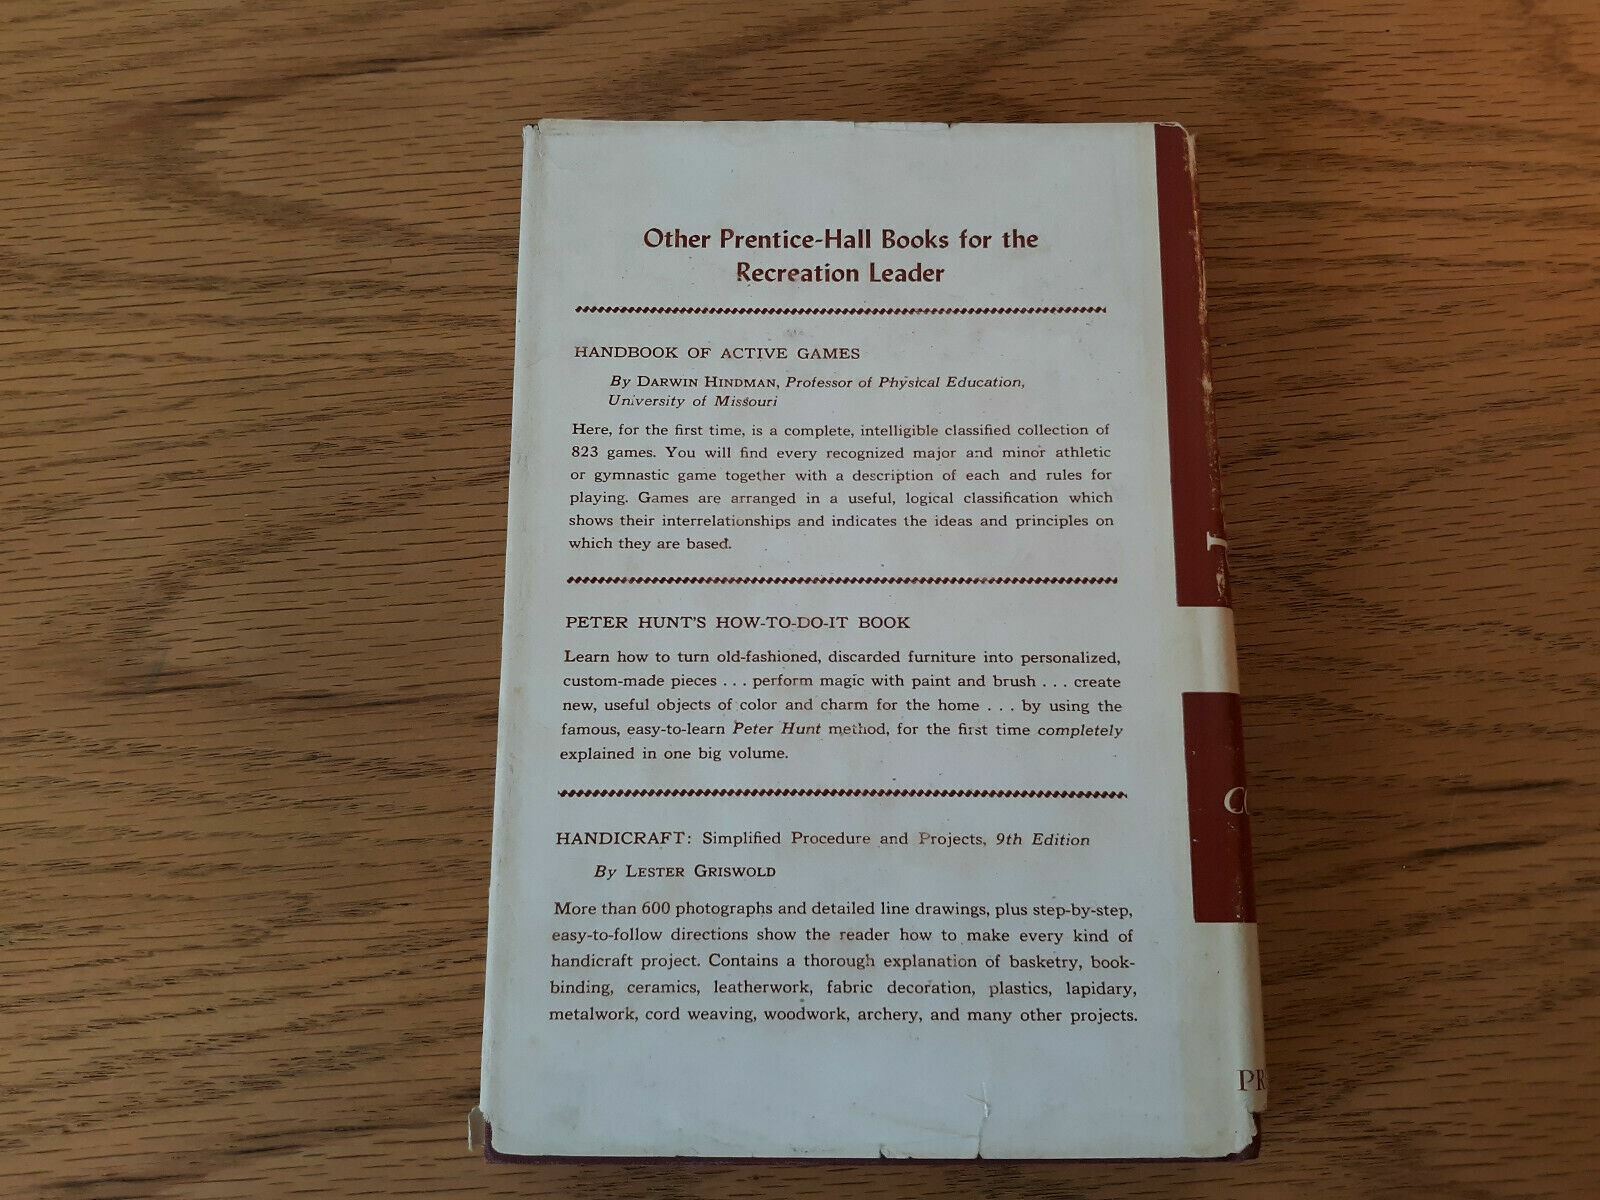 Other Prentice-Hall Books for the
Recreation Leader
HANDBOOK OF ACTIVE GAMES
By DARWIN HINDMAN, Professor of Physical Education,
University of Missouri
Here, for the first time, is a complete, intelligible classified collection of
823 games. You will find every recognized major and minor athletic
or gymnastic game together with a description of each and rules for
playing. Games are arranged in a useful, logical classification which
shows their interrelationships and indicates the ideas and principles on
which they are based.
PETER HUNT'S HOW-TO-DO-IT BOOK
Learn how to turn old-fashioned, discarded furniture into personalized,
custom-made pieces . . . perform magic with paint and brush . . . create
new, useful objects of color and charm for the home . . . by using the
famous, easy-to-learn Peter Hunt method, for the first time completely
explained in one big volume.
HANDICRAFT: Simplified Procedure and Projects, 9th Edition
By LESTER GRISWOLD
More than 600 photographs and detailed line drawings, plus step-by-step,
easy-to-follow directions show the reader how to make every kind of
handicraft project. Contains a thorough explanation of basketry, book-
binding, ceramics, leatherwork, fabric decoration, plastics, lapidary,
metalwork, cord weaving, woodwork, archery, and many other projects.